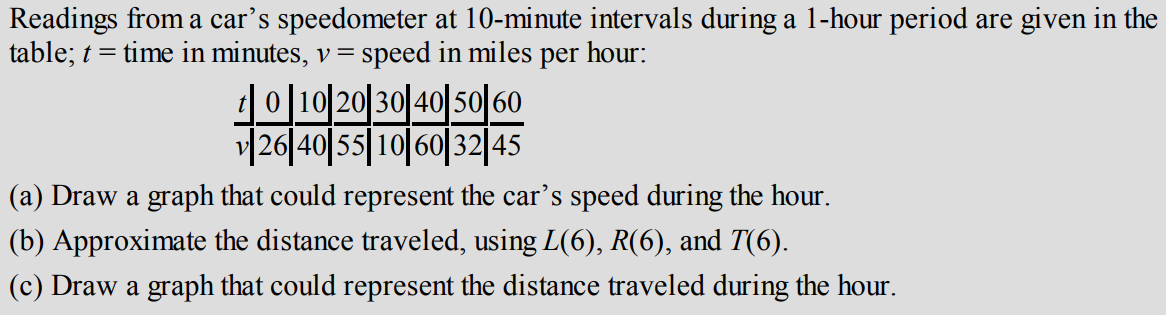 Readings from a car’s speedometer at 10-minute intervals during a 1-hour period are given in the
table; t = time in minutes, v = speed in miles per hour:
t 0 10 20 30 40 50 60
v 26 40 55 10 60 32 45
(a) Draw a graph that could represent the car’s speed during the hour.
(b) Approximate the distance traveled, using L(6), R(6), and T(6).
(c) Draw a graph that could represent the distance traveled during the hour.